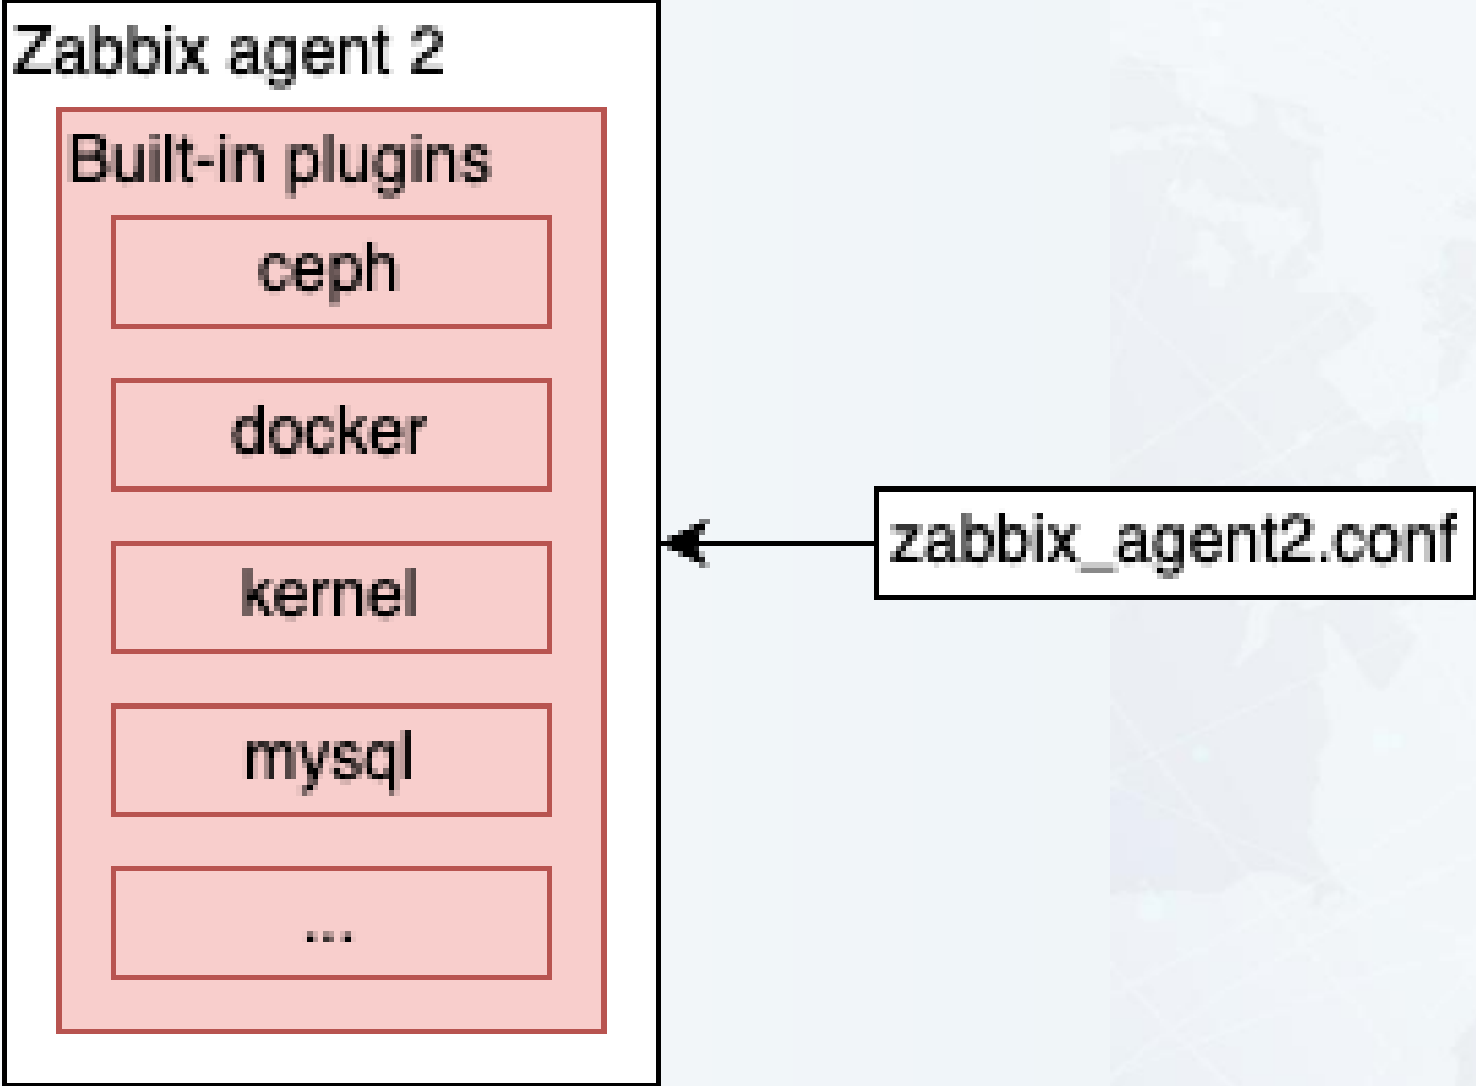 Zabbix agent 2
Built-in plugins
ceph
docker
kernel
mysql
...
zabbix_agent2.conf